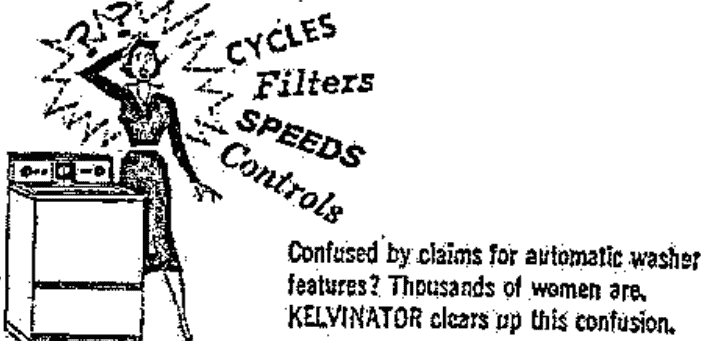 ? ?
CYCLES
Filters
SPEEDS
Controls
Confused by claims for automatic washer
features? Thousands of women are.
KELVINATOR clears up this confusion.